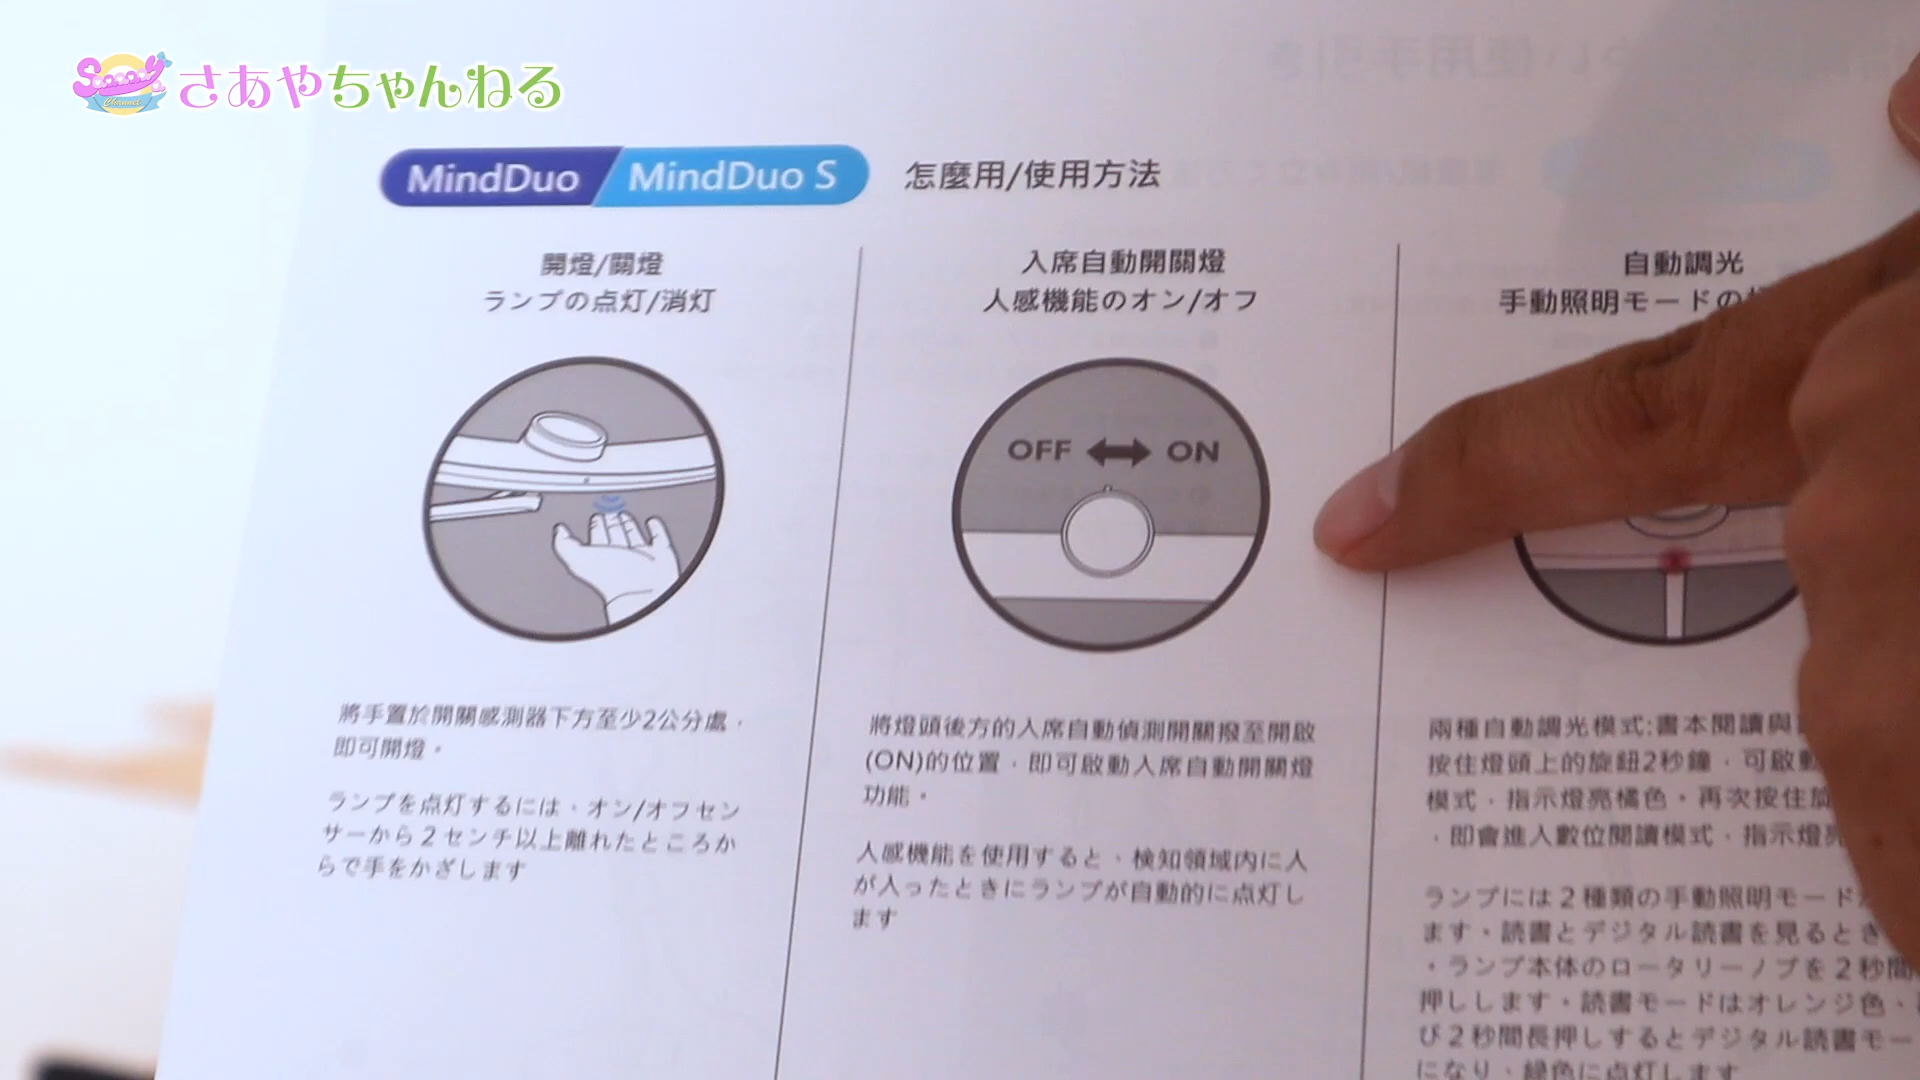 Saaaya Channel さあやちゃんねる
MindDuo MindDuo S 怎麼用/使用方法
開燈/關燈
ランプの点灯/消灯
將手置於開關感測器下方至少2公分處，
即可開燈。
ランプを点灯するには、オン/オフセン
サーから2センチ以上離れたところか
らで手をかざします
入席自動開關燈
人感機能のオン/オフ
OFF ON
將燈頭後方的入席自動偵測開關撥至開啟
(ON)的位置，即可啟動入席自動開關燈
功能。
人感機能を使用すると、検知領域内に人
が入ったときにランプが自動的に点灯し
ます
自動調光
手動照明モードの
兩種自動調光模式:書本閱讀與
按住燈頭上的旋鈕2秒鐘，可啟動
模式，指示燈亮橘色。再次按住旋
，即會進入數位閱讀模式，指示燈亮
ランプには2種類の手動照明モードが
ます、読書とデジタル読書を見るとき
、ランプ本体のロータリーノブを2秒間
押しします、読書モードはオレンジ色、
び2秒間長押しするとデジタル読書モー
になり、緑色に点灯します